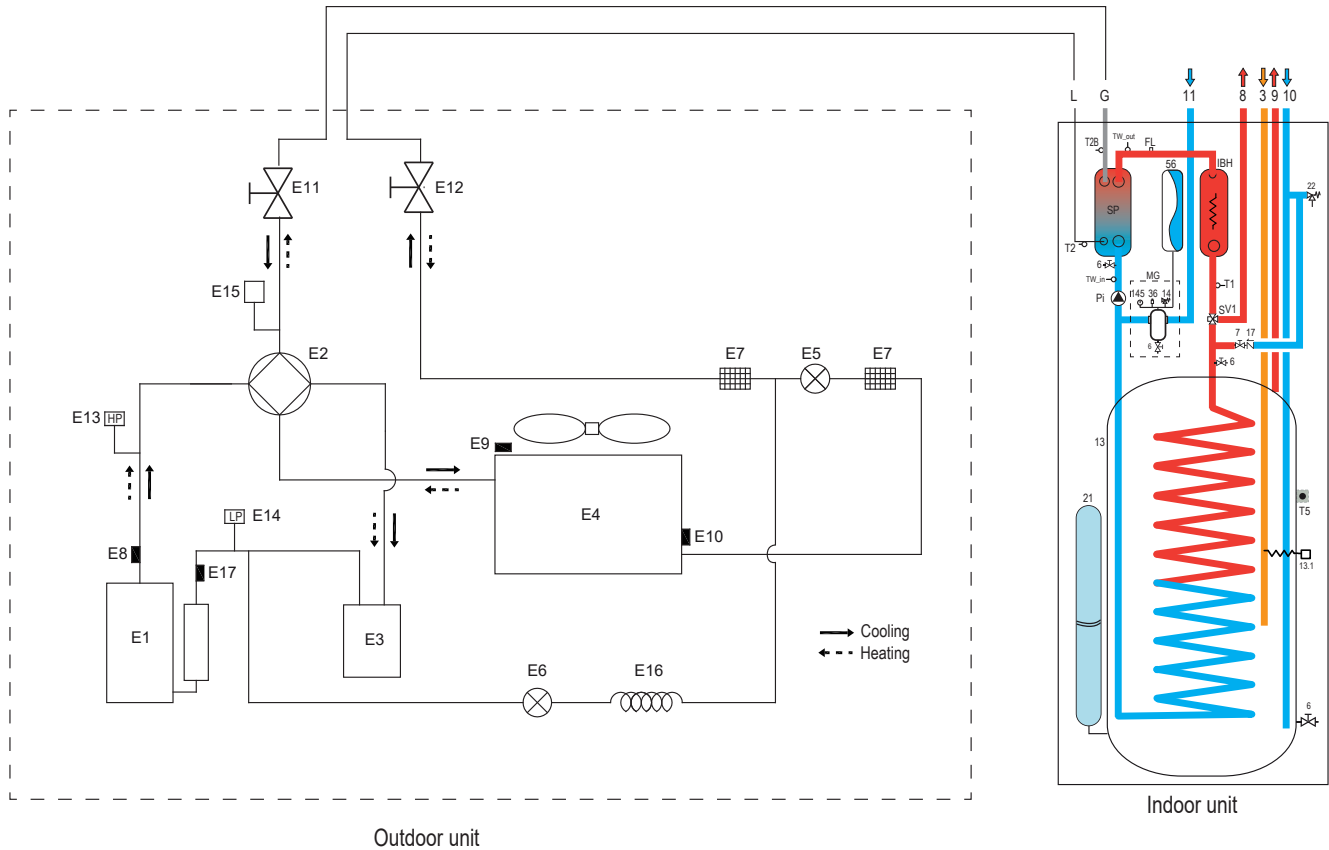 L G 11 8 3 9 10
T2B TW_out FL 56 IBH
E11 E12
22
SP
T2
6
TW_in
MG
T1
E15
145 36 14
Pi
SV1
E2
7 17
E7 E5 E7
6
6
E13 HP
E9
13
21
T5
E4
LP E14
E10
E8
E17
13.1
E1
E3
Cooling
Heating
E6 E16
6
Indoor unit
Outdoor unit